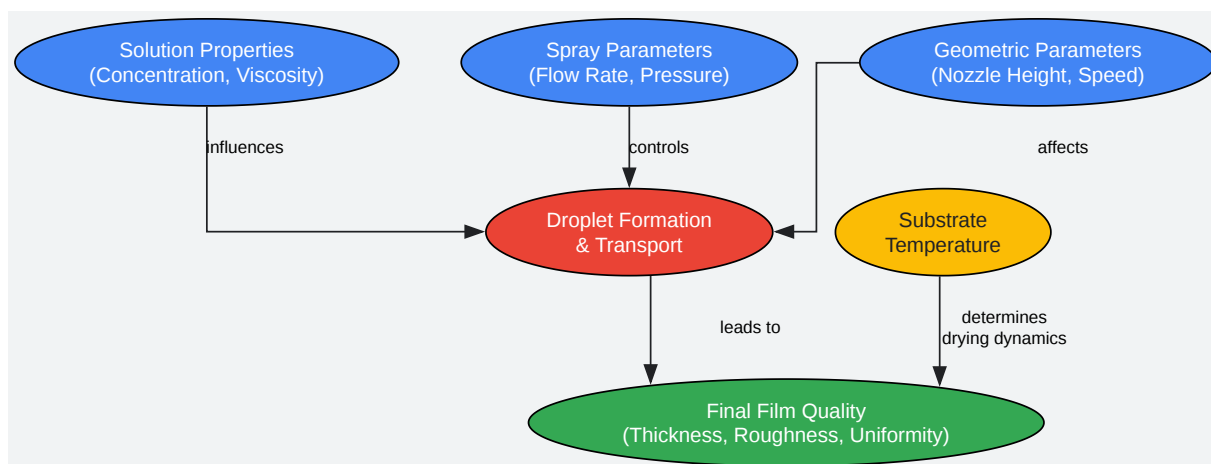 Solution Properties
(Concentration, Viscosity)
Spray Parameters
(Flow Rate, Pressure)
Geometric Parameters
(Nozzle Height, Speed)
influences
controls
affects
Droplet Formation
& Transport
Substrate
Temperature
leads to
determines
drying dynamics
Final Film Quality
(Thickness, Roughness, Uniformity)